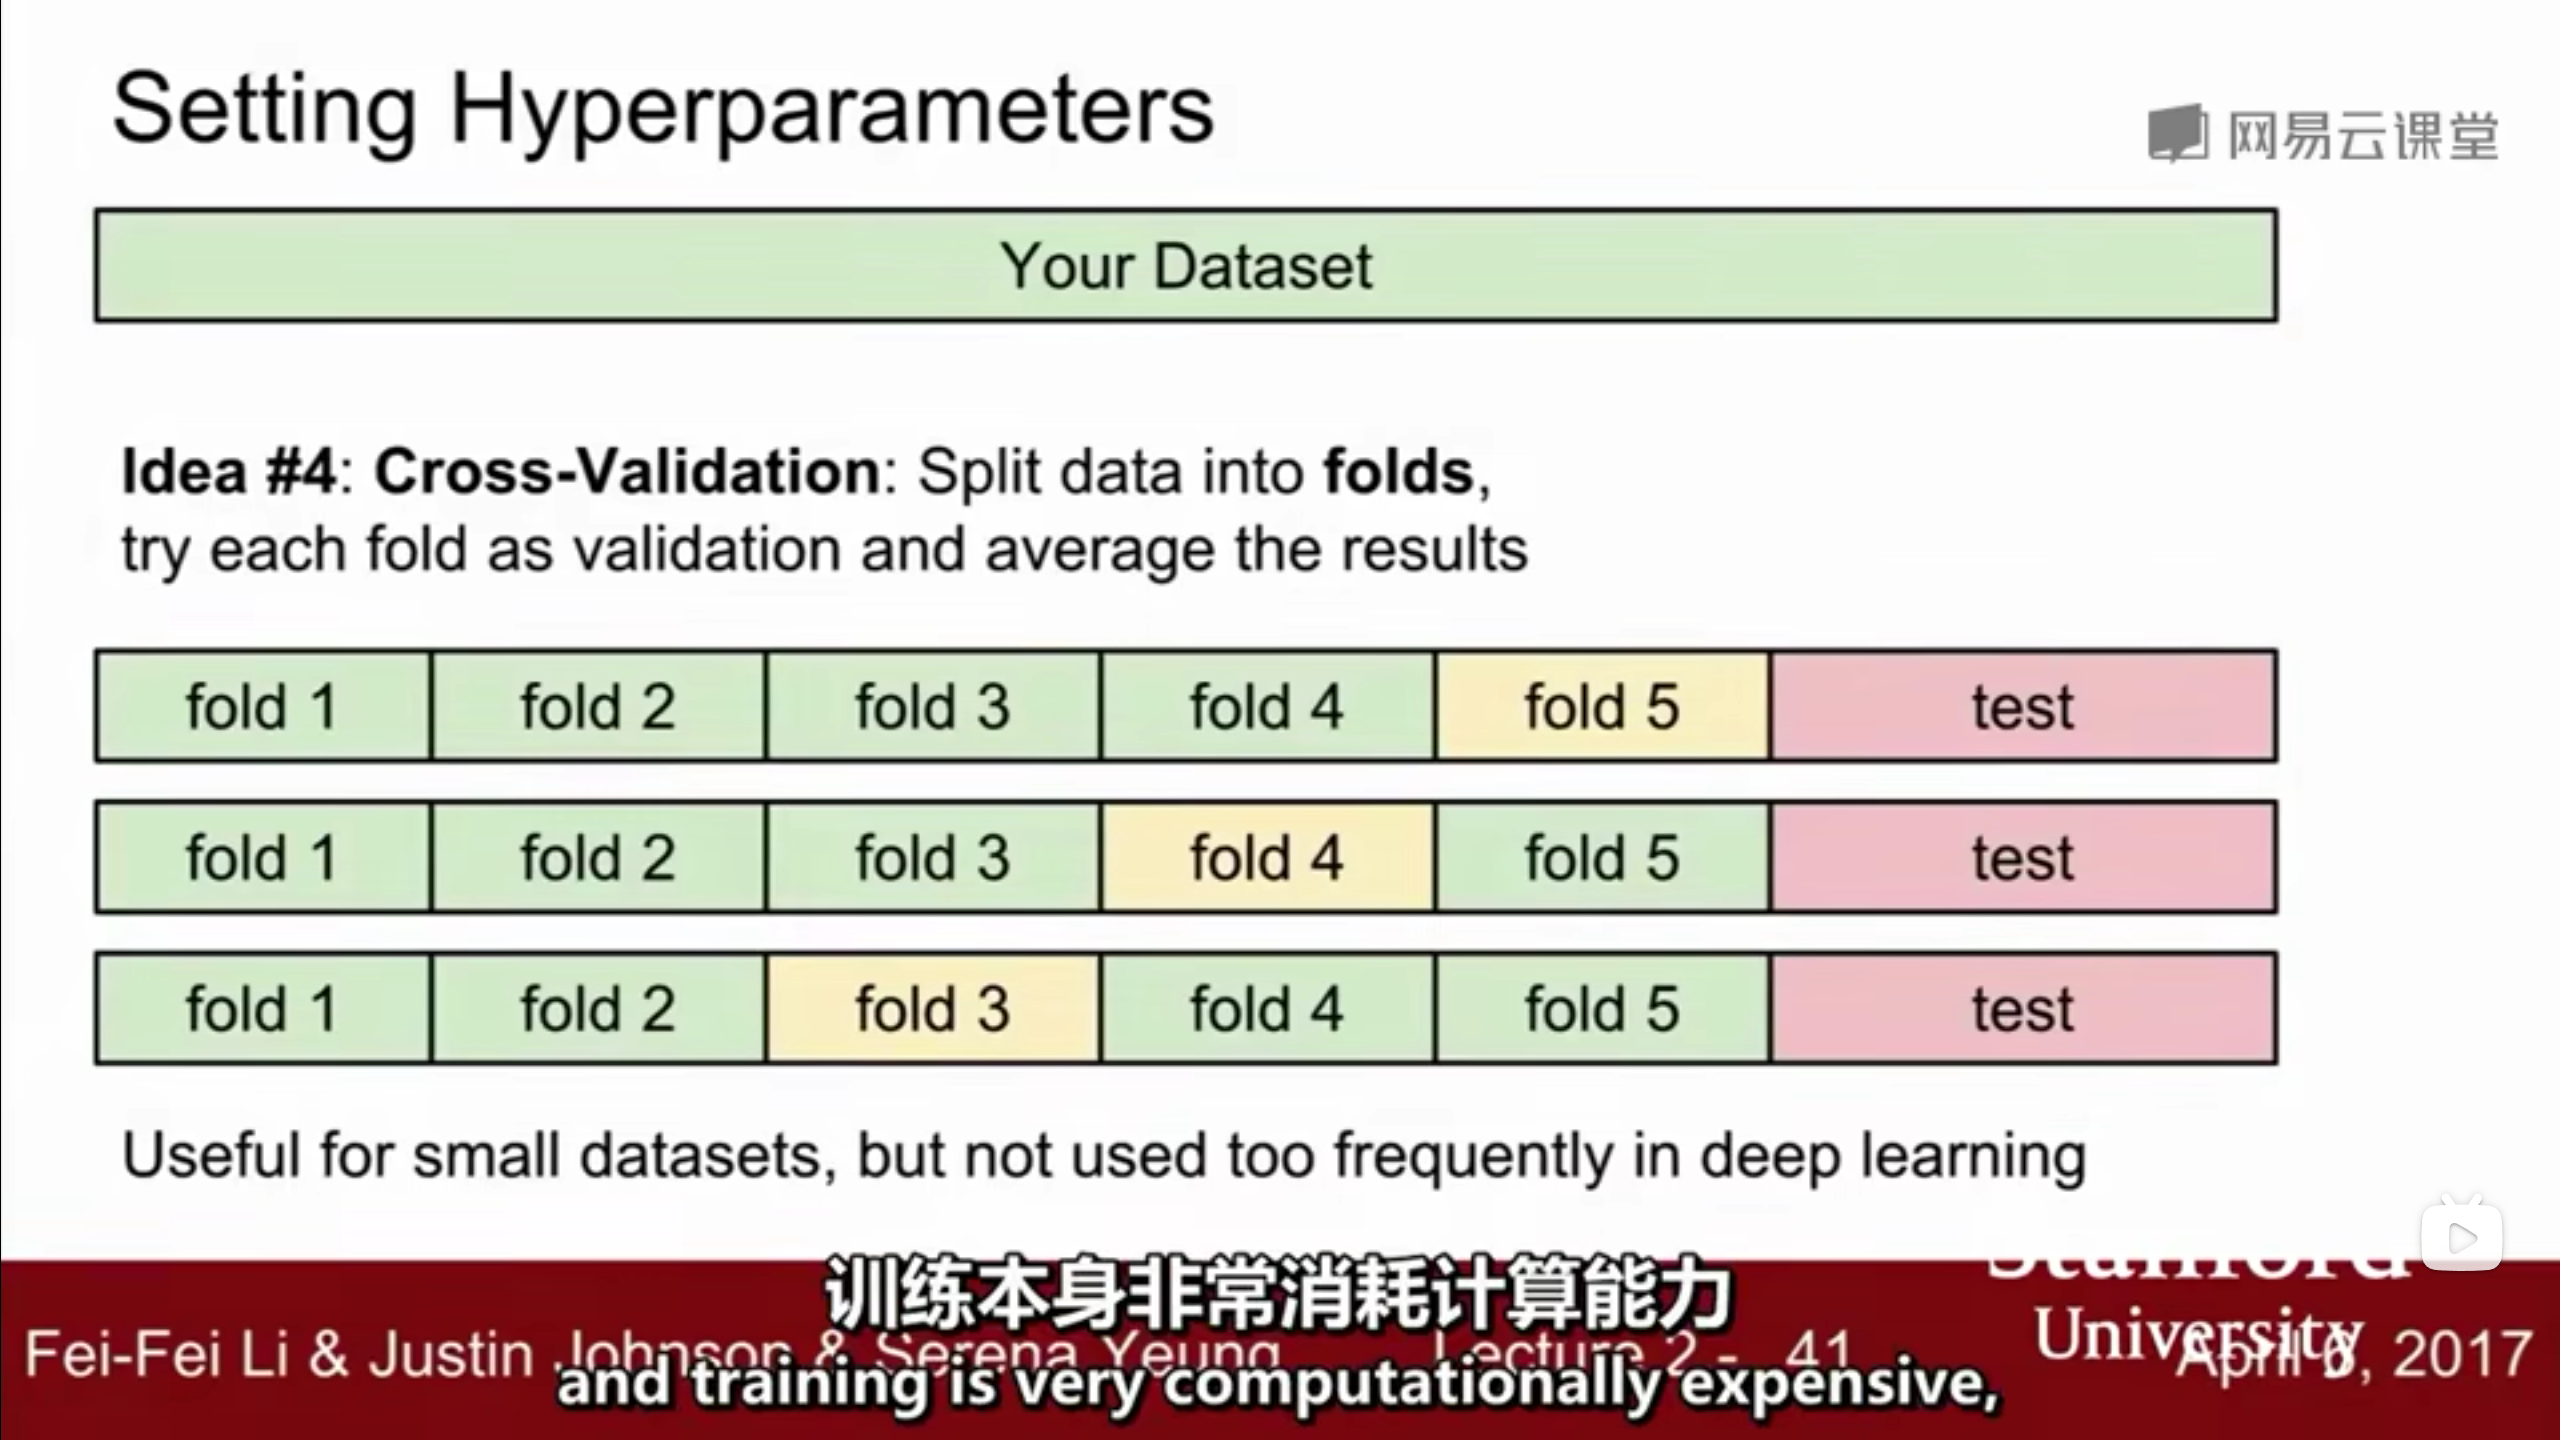 Setting Hyperparameters
网易云课堂
Your Dataset
Idea #4: Cross-Validation: Split data into folds,
try each fold as validation and average the results
fold 1 fold 2 fold 3 fold 4 fold 5 test
fold 1 fold 2 fold 3 fold 4 fold 5 test
fold 1 fold 2 fold 3 fold 4 fold 5 test
Useful for small datasets, but not used too frequently in deep learning
训练本身非常消耗计算能力
Stanford
University
Fei-Fei Li & Justin Johnson & Serena Yeung Lecture 2 - 41 April 6, 2017
and training is very computationally expensive,